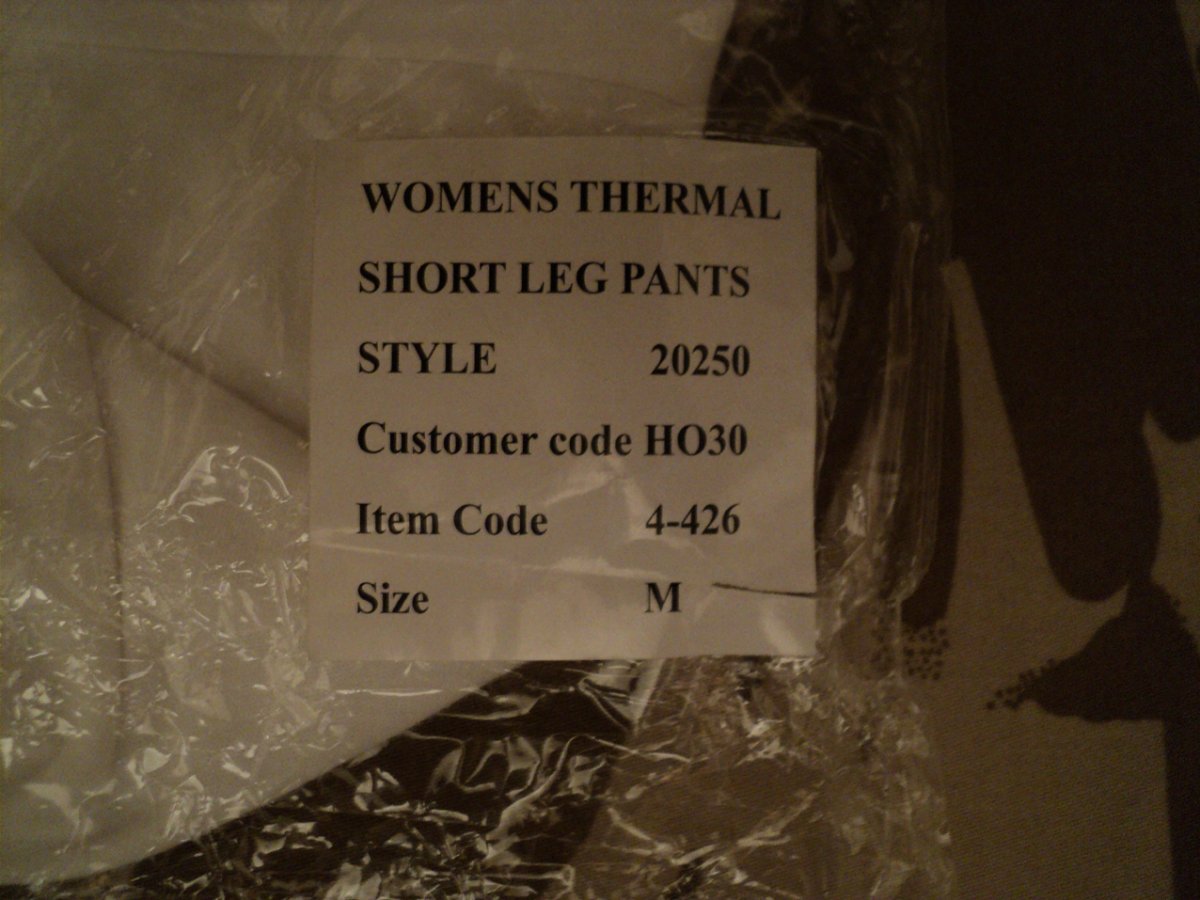 WOMENS THERMAL
SHORT LEG PANTS
STYLE 20250
Customer code HO30
Item Code 4-426
Size M